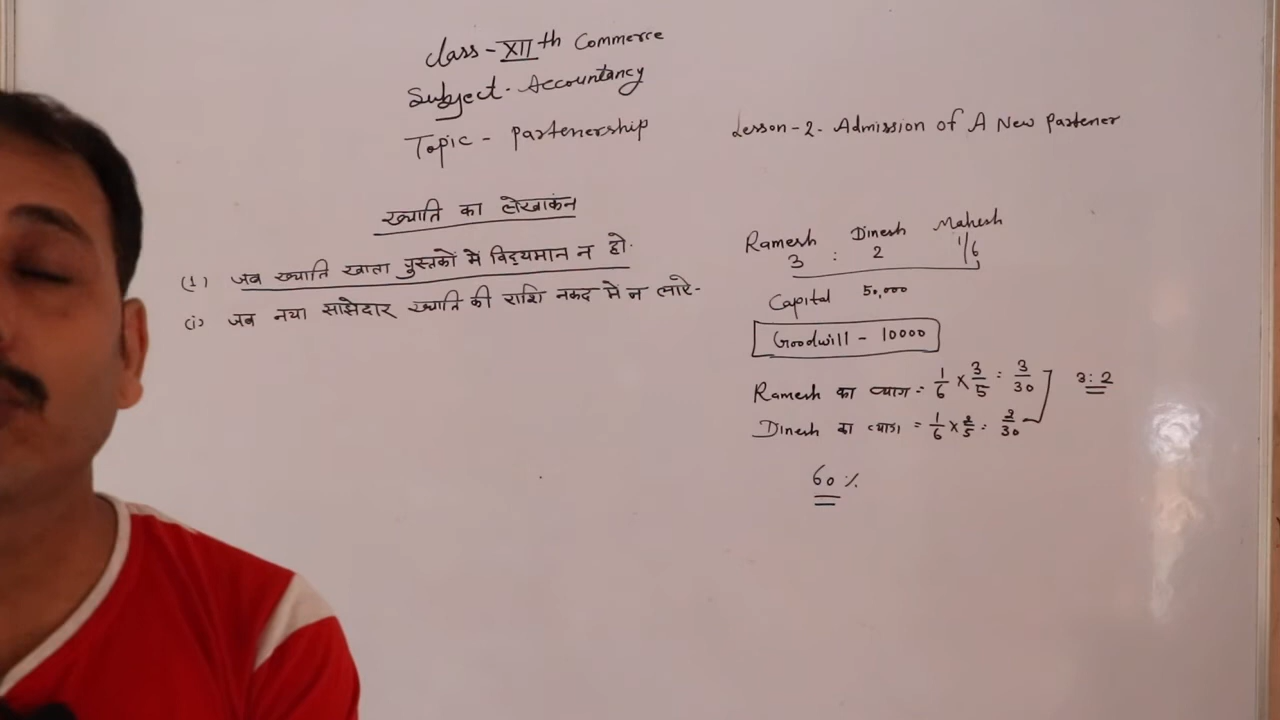 Class - XII th Commerce
Subject - Accountancy
Topic - Partenership
Lesson - 2 - Admission of A New Partener
ख्याति का लेखाकंन
(1) जब ख्याति खाता पुस्तकों में विद्यमान न हो.
(i) जब नया साझेदार ख्याति की राशि नकद में न लाऐ -
Ramesh Dinesh Mahesh
3 : 2 1/6
Capital 50,000
Goodwill - 10000
Ramesh का त्याग = 1/6 × 3/5 = 3/30
3:2
Dinesh का त्याग = 1/6 × 2/5 = 2/30
60 %